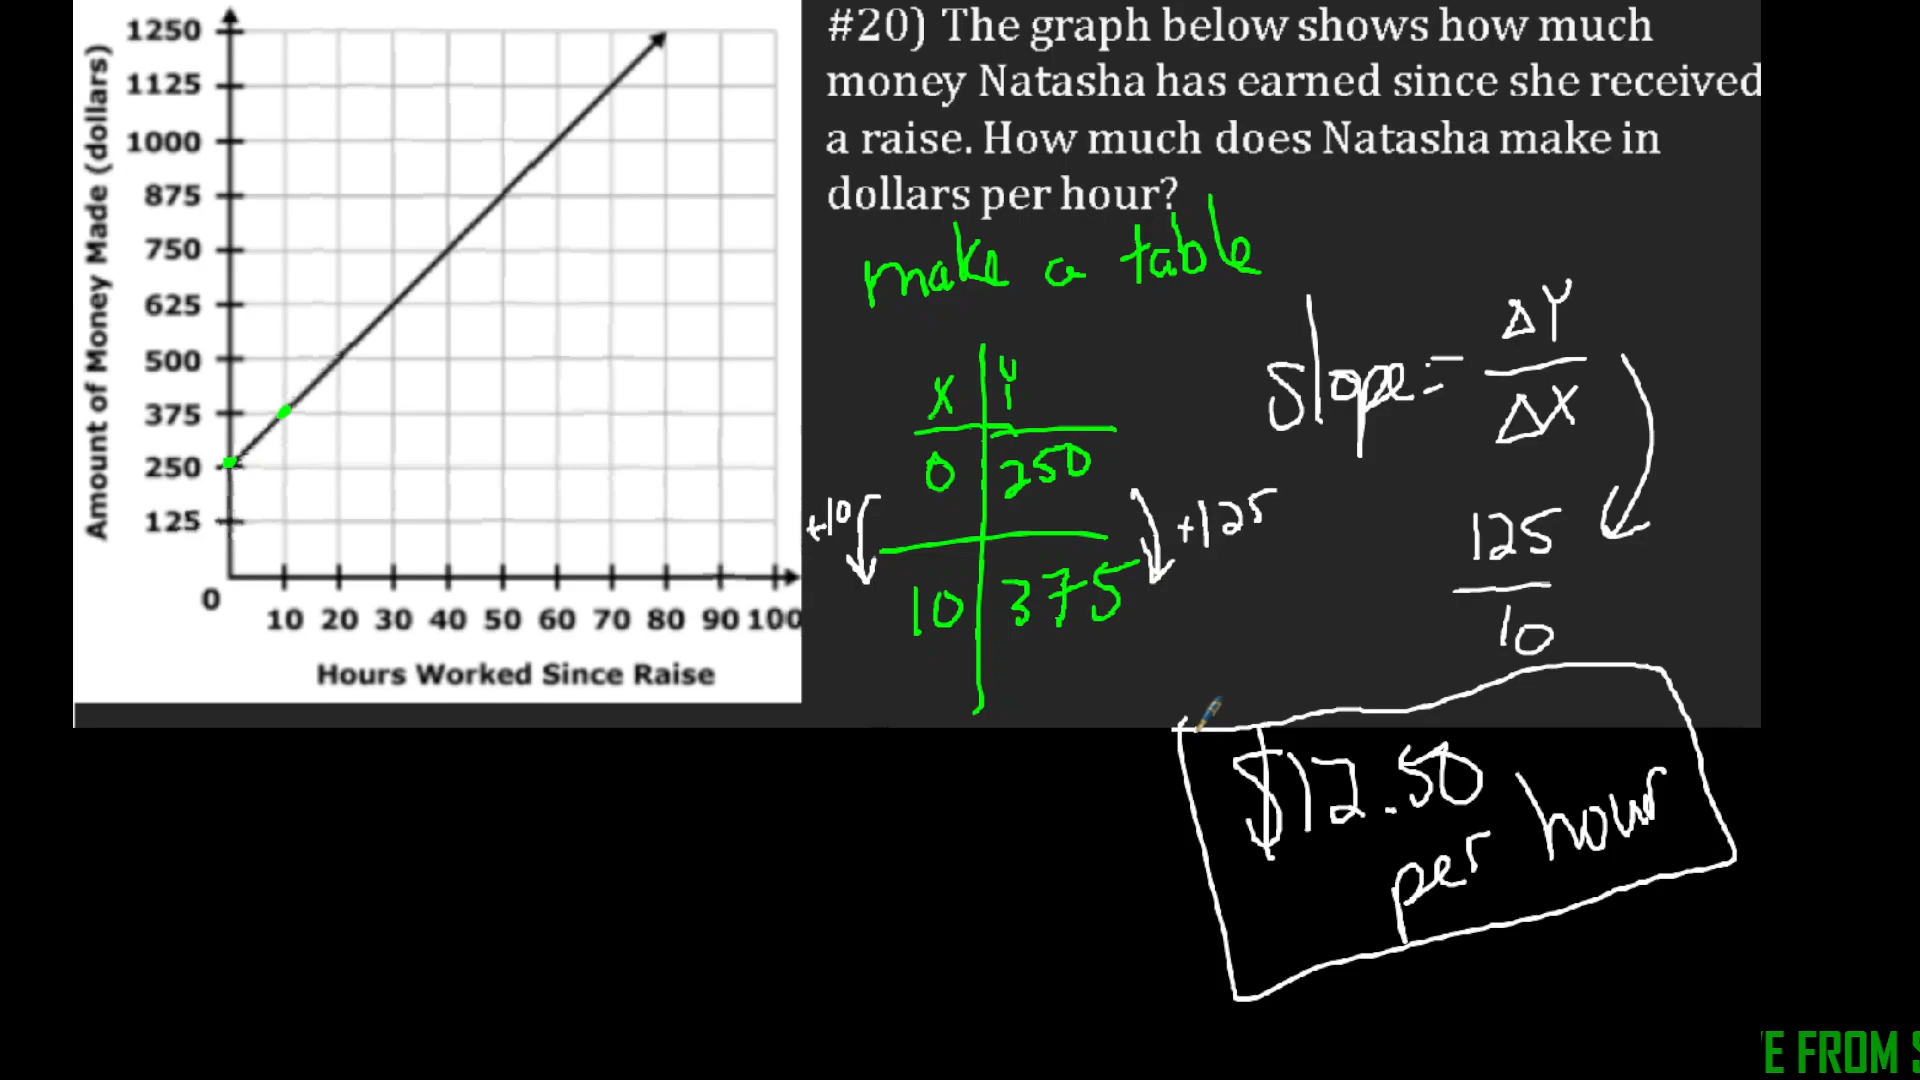 #20) The graph below shows how much
money Natasha has earned since she received
a raise. How much does Natasha make in
dollars per hour?
Amount of Money Made (dollars)
1250
1125
1000
875
750
625
500
375
250
125
0
10 20 30 40 50 60 70 80 90 100
Hours Worked Since Raise
make a table
X Y
0 250
10 375
+10
+125
slope = ΔY
ΔX
125
10
$12.50
per hour
E FROM S